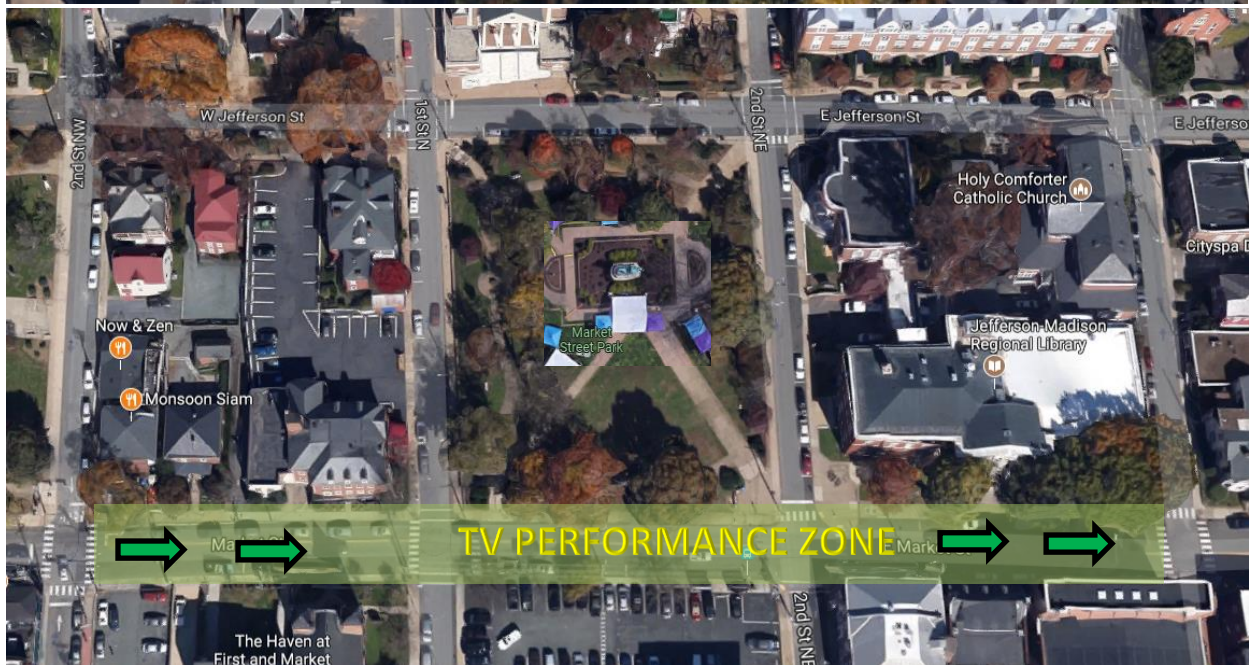 W Jefferson St
1st St N
2nd St NE
E Jefferson St
E Jefferso
2nd St NW
Holy Comforter
Catholic Church
Cityspa D
Now & Zen
Market
Street Park
Jefferson-Madison
Regional Library
Monsoon Siam
TV PERFORMANCE ZONE
E Market St
2nd St NE
The Haven at
First and Market